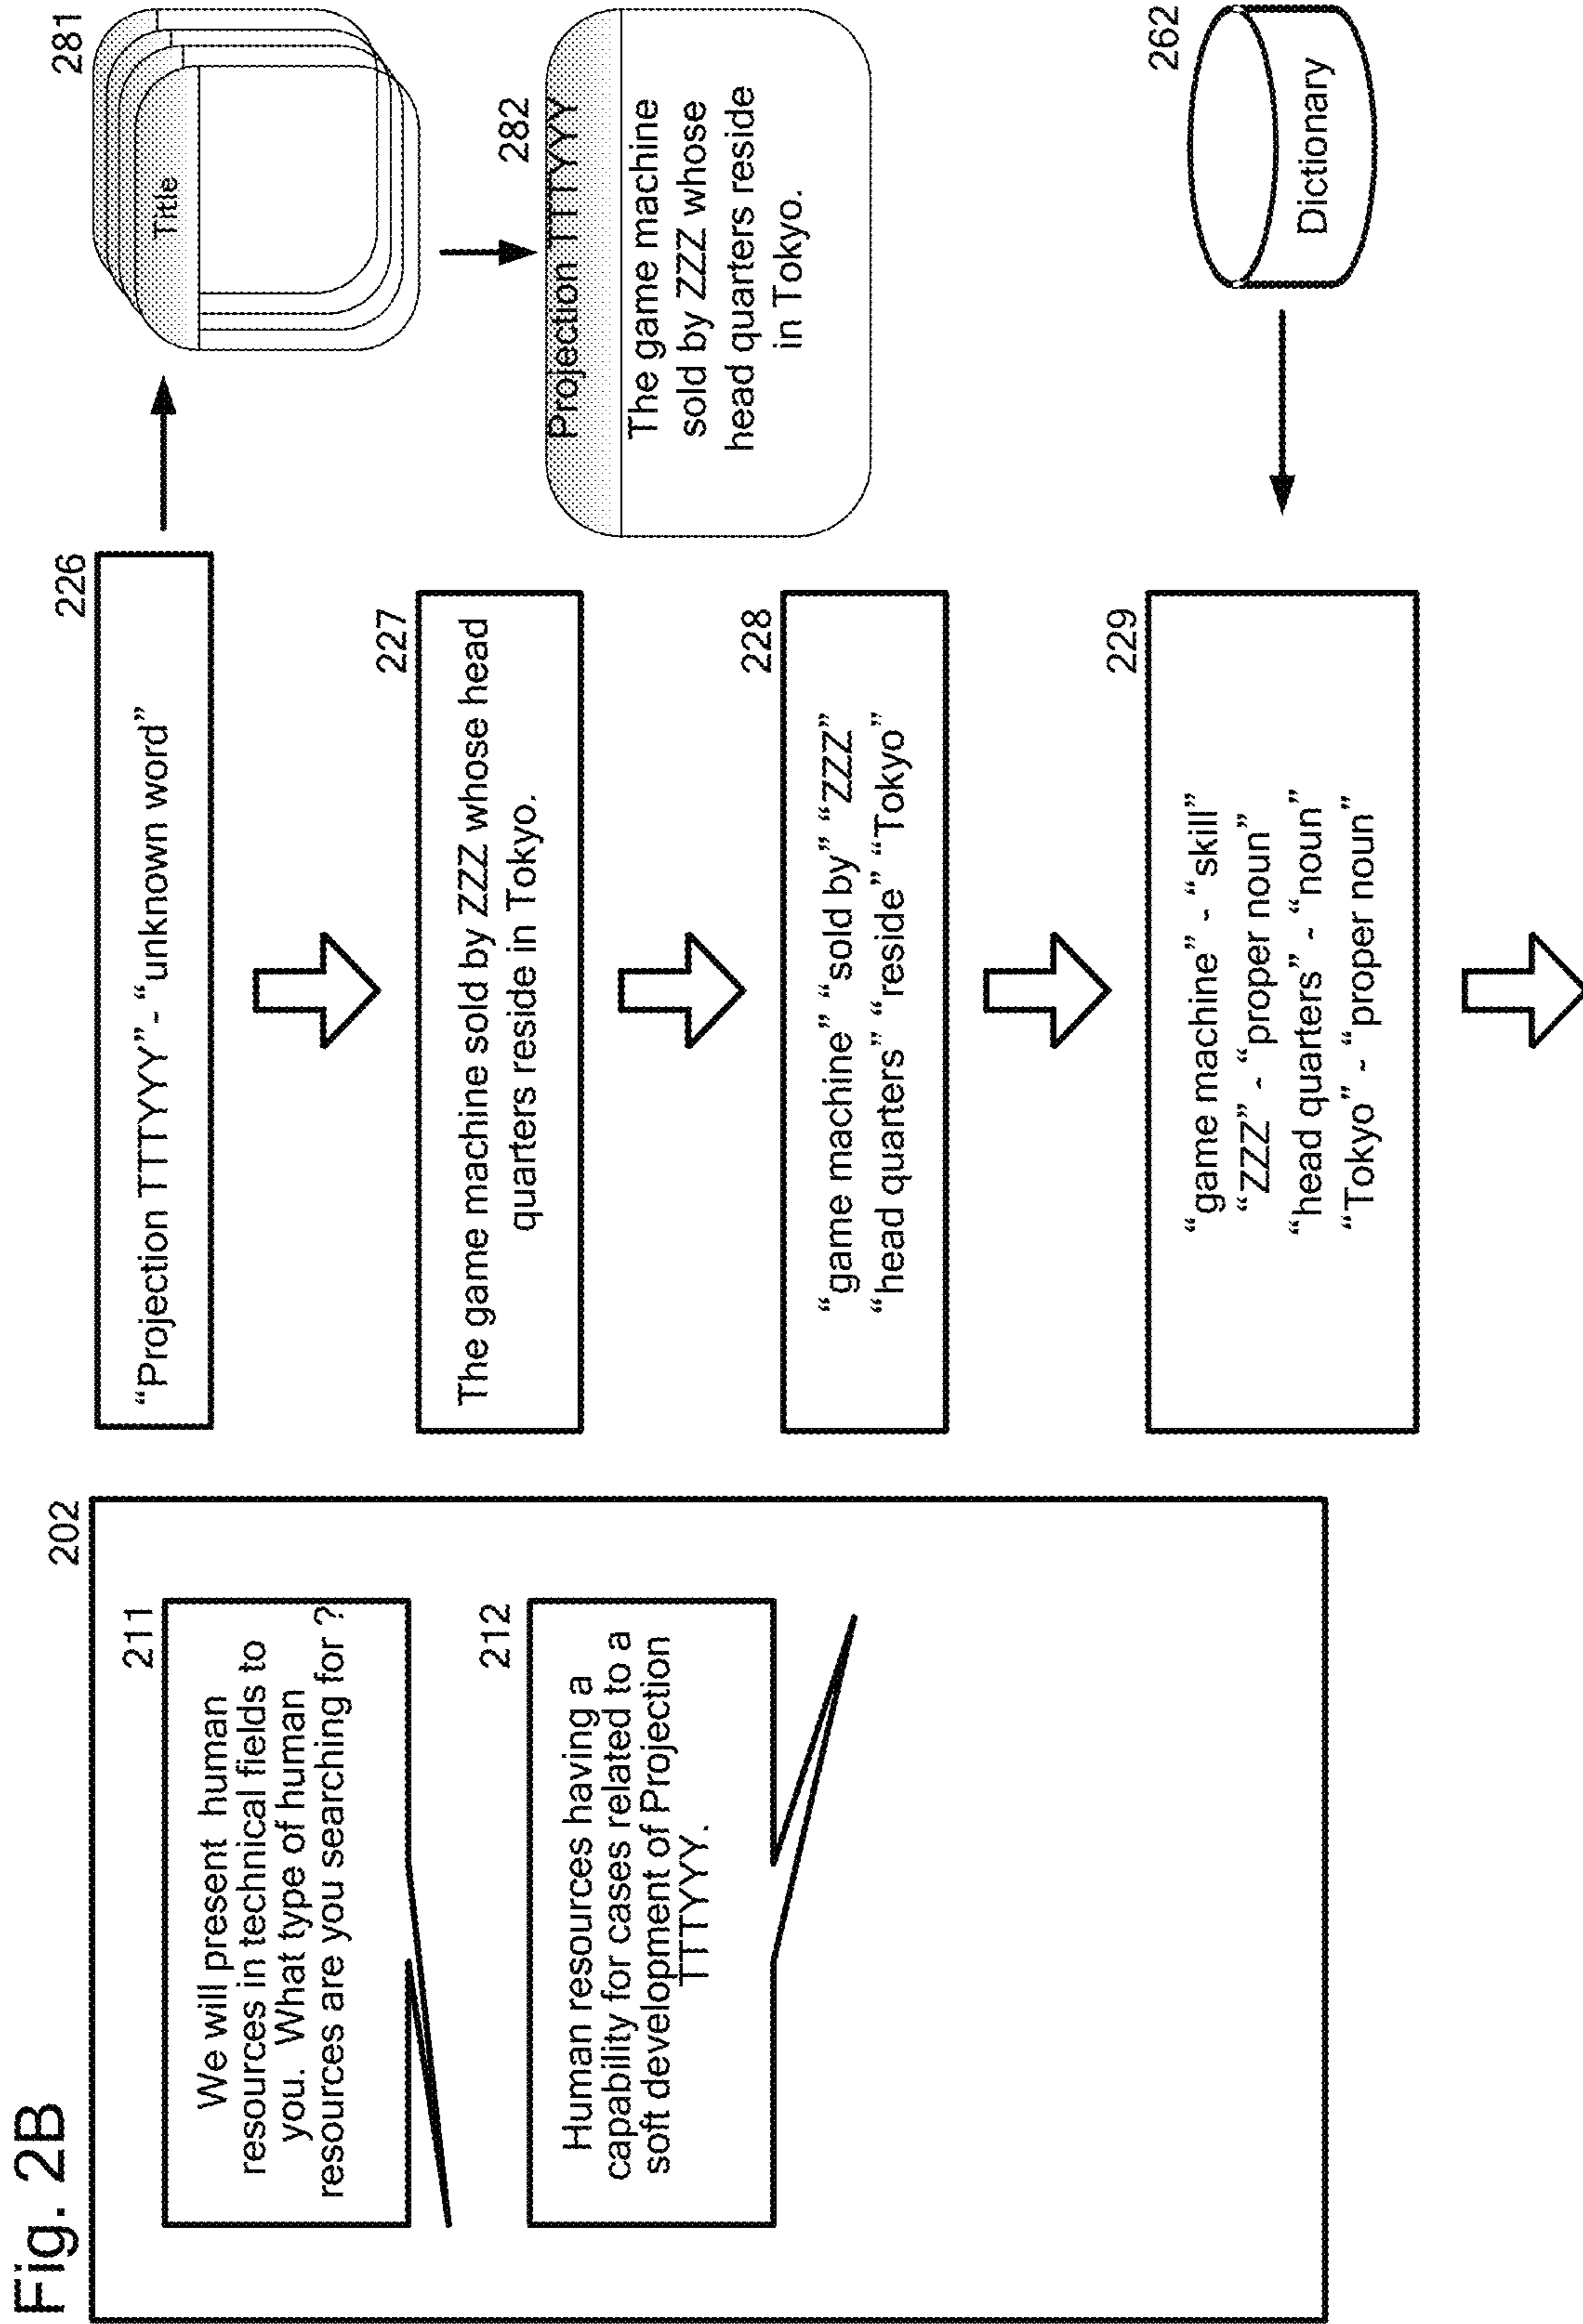 Fig. 2B
202
211
We will present human
resources in technical fields to
you. What type of human
resources are you searching for ?
212
Human resources having a
capability for cases related to a
soft development of Projection
TTTYYY.
226
“Projection TTTYYY” ~ “unknown word”
227
The game machine sold by ZZZ whose head
quarters reside in Tokyo.
228
“game machine” “sold by” “ZZZ”
“head quarters” “reside” “Tokyo”
229
“game machine” ~ “skill”
“ZZZ” ~ “proper noun”
“head quarters” ~ “noun”
“Tokyo” ~ “proper noun”
281
Title
282
Projection TTTYYY
The game machine
sold by ZZZ whose
head quarters reside
in Tokyo.
262
Dictionary